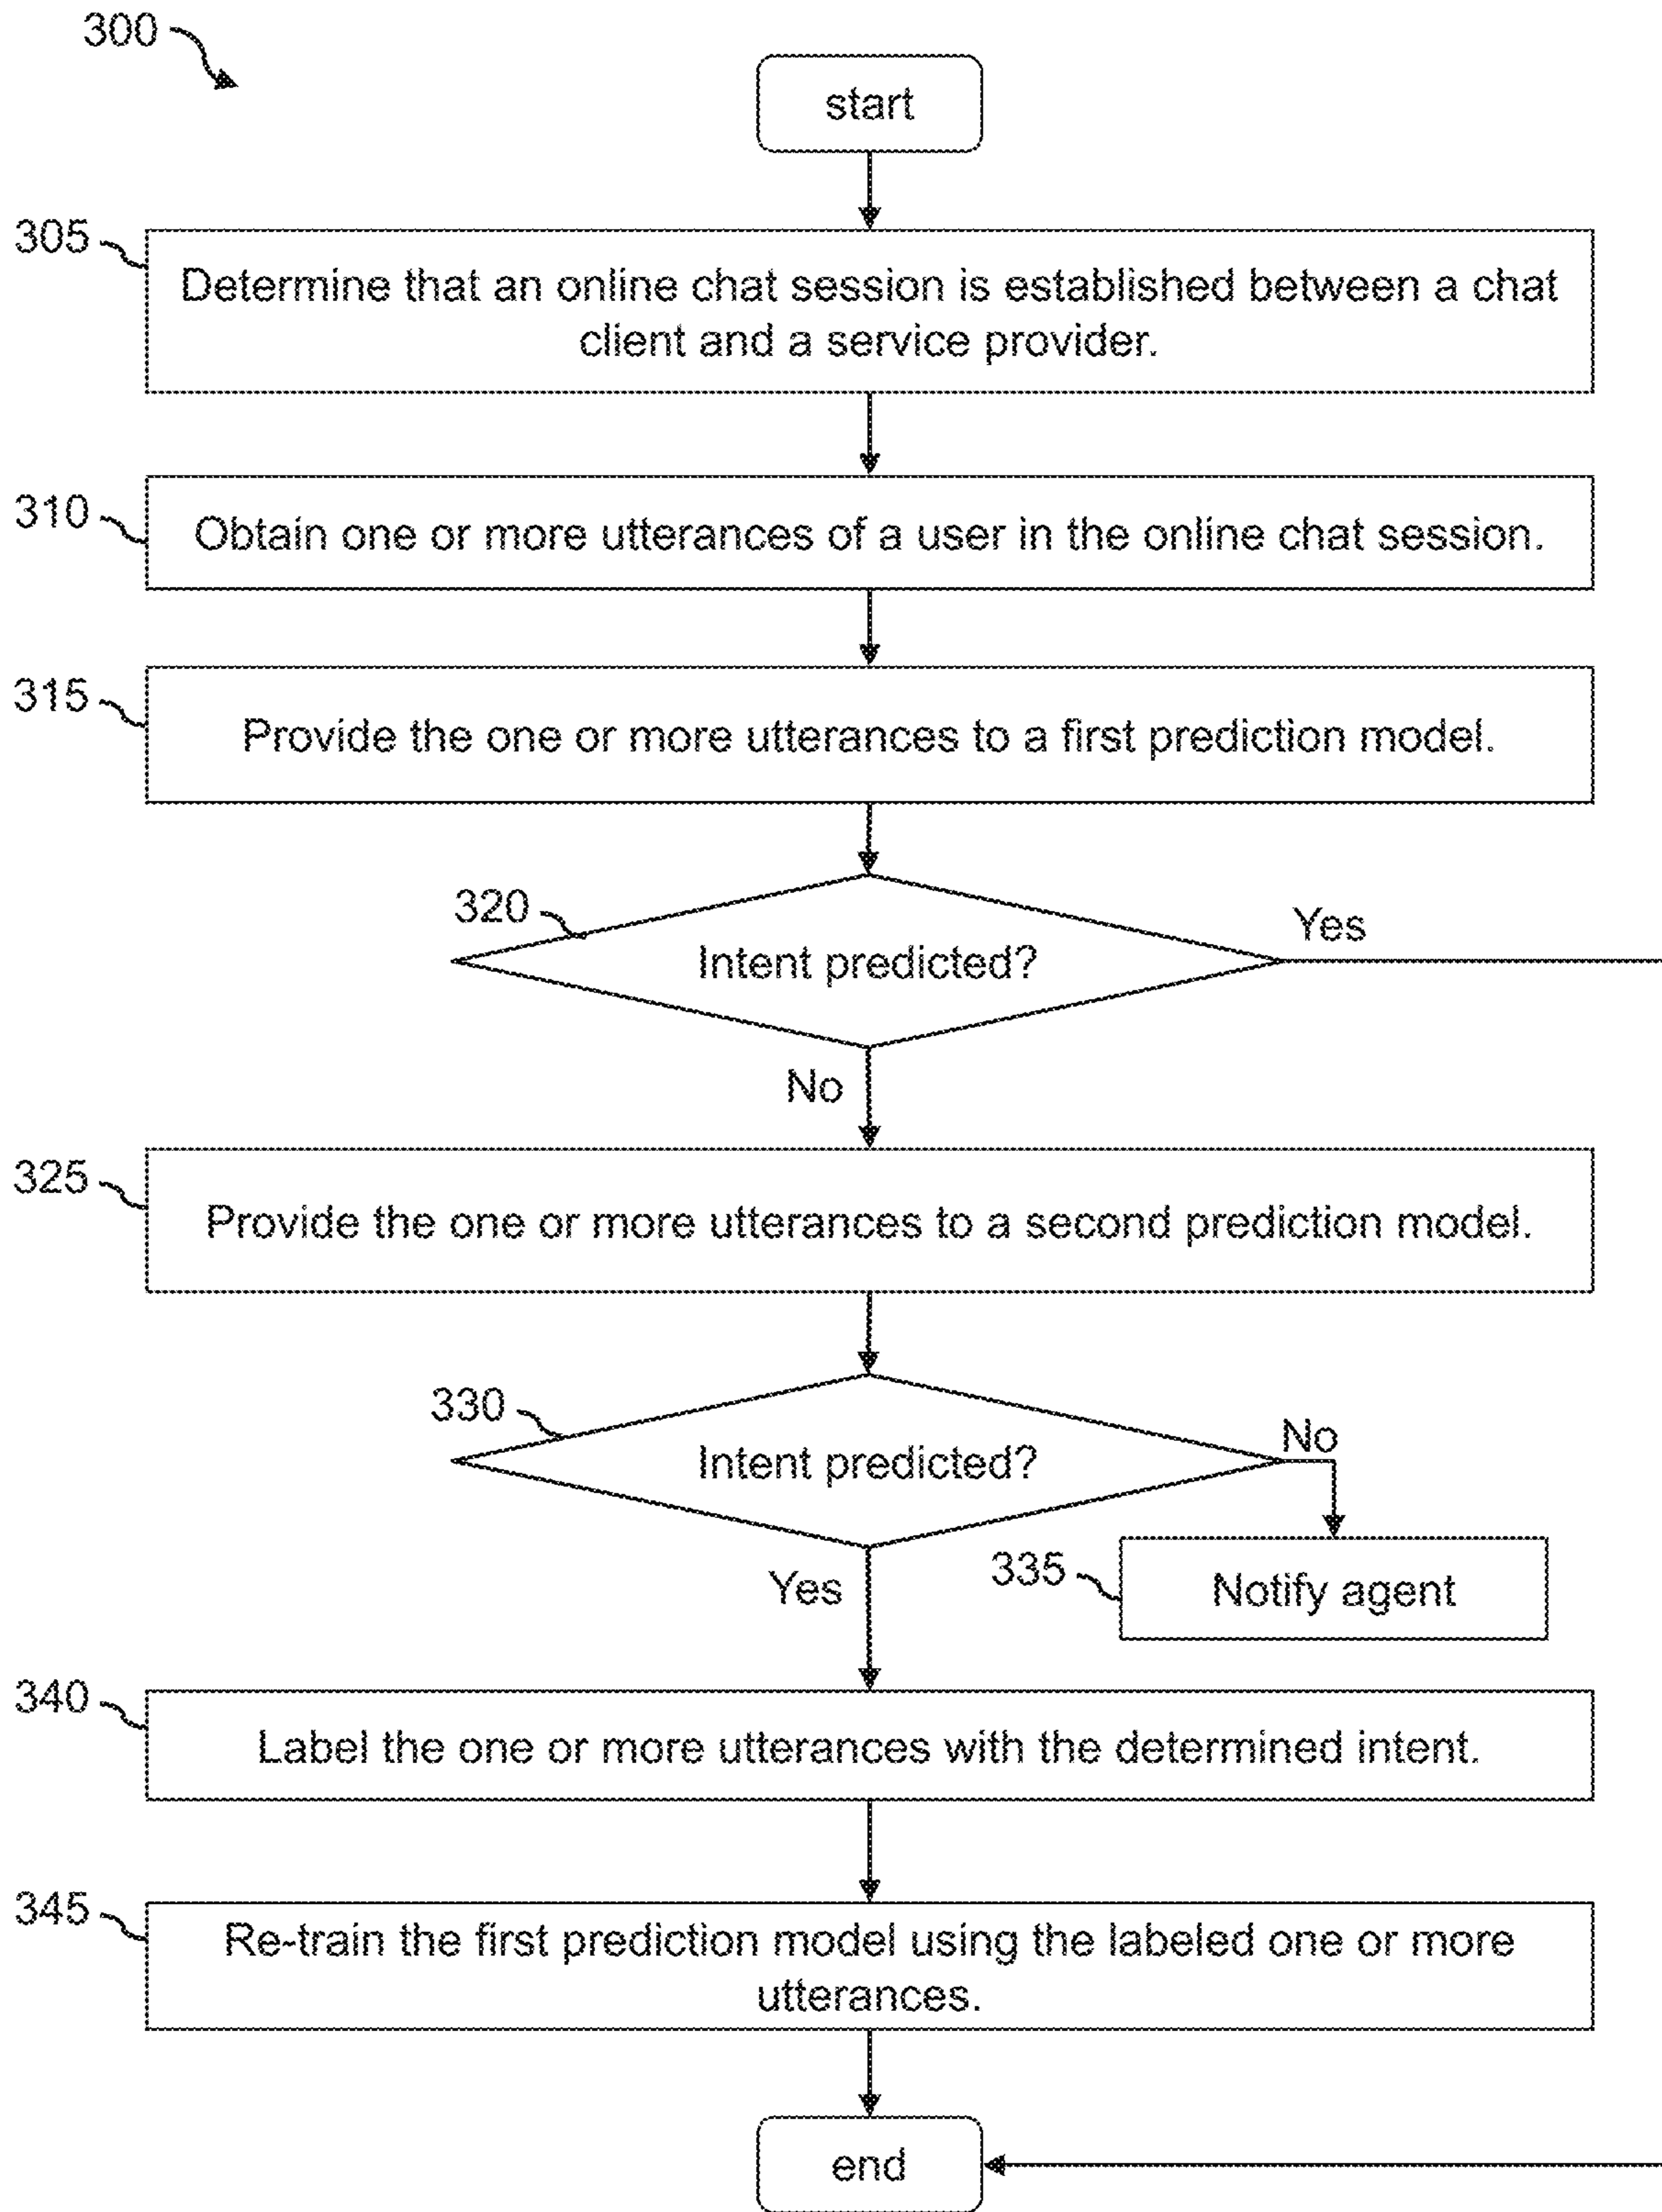 300
start
305
Determine that an online chat session is established between a chat
client and a service provider.
310
Obtain one or more utterances of a user in the online chat session.
315
Provide the one or more utterances to a first prediction model.
320
Intent predicted?
Yes
No
325
Provide the one or more utterances to a second prediction model.
330
Intent predicted?
No
Yes
335
Notify agent
340
Label the one or more utterances with the determined intent.
345
Re-train the first prediction model using the labeled one or more
utterances.
end